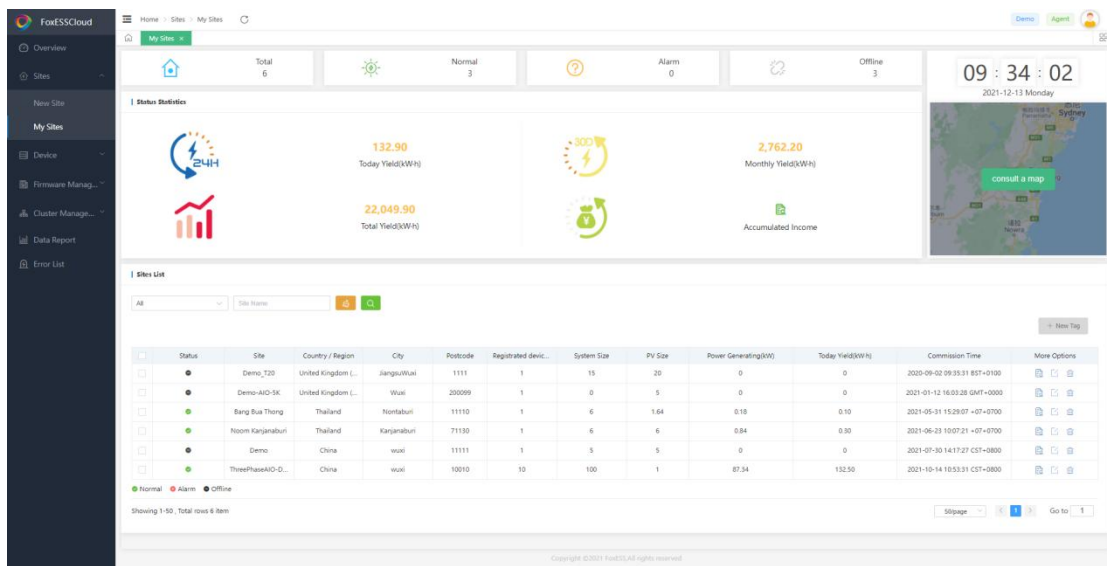 FoxESSCloud
Home > Sites > My Sites
Demo Agent
My Sites ×
Overview
Sites
New Site
My Sites
Device
Firmware Manag...
Cluster Manage...
Data Report
Error List
Total
6
Normal
3
Alarm
0
Offline
3
09 : 34 : 02
2021-12-13 Monday
Status Statistics
24H
132.90
Today Yield(kW·h)
30D
2,762.20
Monthly Yield(kW·h)
22,049.90
Total Yield(kW·h)
¥
Accumulated Income
Sydney
consult a map
Nowra
Sites List
All Site Name
+ New Tag
Status Site Country / Region City Postcode Registrated devic... System Size PV Size Power Generating(kW) Today Yield(kW·h) Commission Time More Options
Demo_T20 United Kingdom (... JiangsuWuxi 1111 1 15 20 0 0 2020-09-02 09:35:31 BST+0100
Demo-AIO-5K United Kingdom (... Wuxi 200099 1 0 5 0 0 2021-01-12 16:03:28 GMT+0000
Bang Bua Thong Thailand Nontaburi 11110 1 6 1.64 0.18 0.10 2021-05-31 15:29:07 +07+0700
Noom Kanjanaburi Thailand Kanjanaburi 71130 1 6 6 0.84 0.30 2021-06-23 10:07:21 +07+0700
Demo China wuxi 11111 1 5 5 0 0 2021-07-30 14:17:27 CST+0800
ThreePhaseAIO-D... China wuxi 10010 10 100 1 87.34 132.50 2021-10-14 10:53:31 CST+0800
Normal Alarm Offline
Showing 1-50 , Total rows 6 item
50/page < 1 > Go to 1
Copyright ©2021 FoxESS,All rights reserved